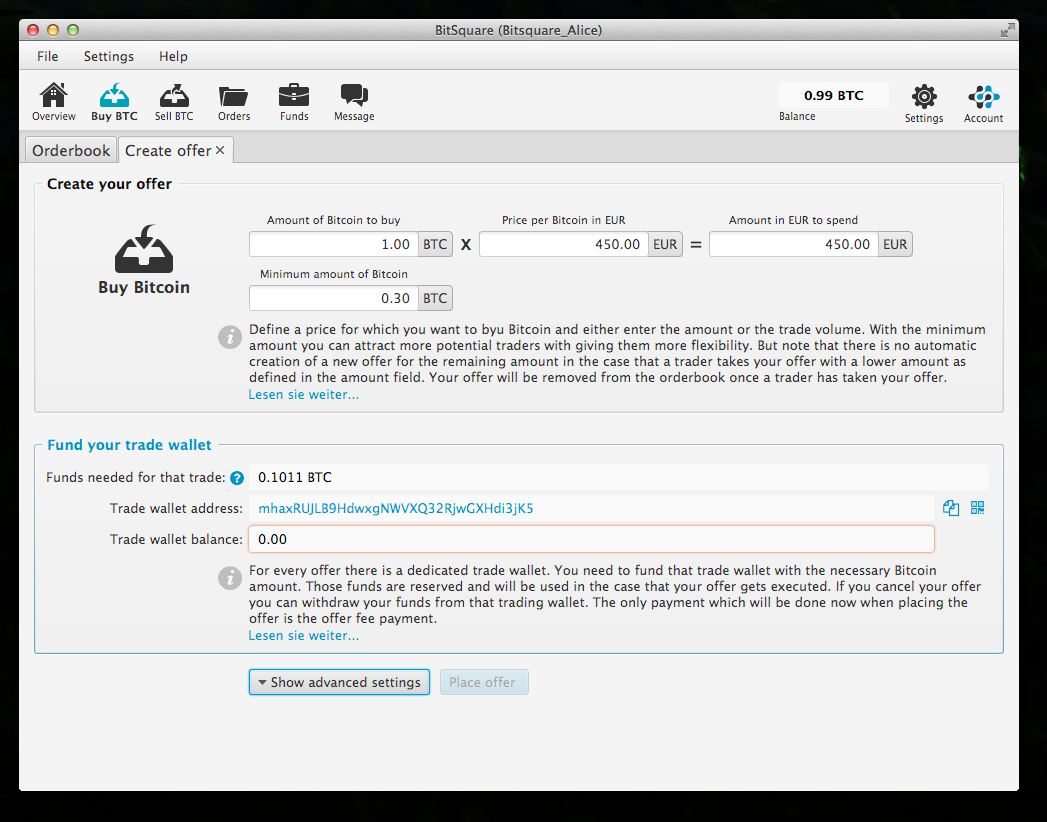 BitSquare (Bitsquare_Alice)
File Settings Help
Overview Buy BTC Sell BTC Orders Funds Message
0.99 BTC
Balance
Settings Account
Orderbook Create offer
Create your offer
Amount of Bitcoin to buy Price per Bitcoin in EUR Amount in EUR to spend
1.00 BTC X 450.00 EUR = 450.00 EUR
Minimum amount of Bitcoin
0.30 BTC
Buy Bitcoin
Define a price for which you want to byu Bitcoin and either enter the amount or the trade volume. With the minimum
amount you can attract more potential traders with giving them more flexibility. But note that there is no automatic
creation of a new offer for the remaining amount in the case that a trader takes your offer with a lower amount as
defined in the amount field. Your offer will be removed from the orderbook once a trader has taken your offer.
Lesen sie weiter...
Fund your trade wallet
Funds needed for that trade: ? 0.1011 BTC
Trade wallet address: mhaxRUJLB9HdwxgNWVXQ32RjwGXHdi3jK5
Trade wallet balance: 0.00
For every offer there is a dedicated trade wallet. You need to fund that trade wallet with the necessary Bitcoin
amount. Those funds are reserved and will be used in the case that your offer gets executed. If you cancel your offer
you can withdraw your funds from that trading wallet. The only payment which will be done now when placing the
offer is the offer fee payment.
Lesen sie weiter...
Show advanced settings Place offer